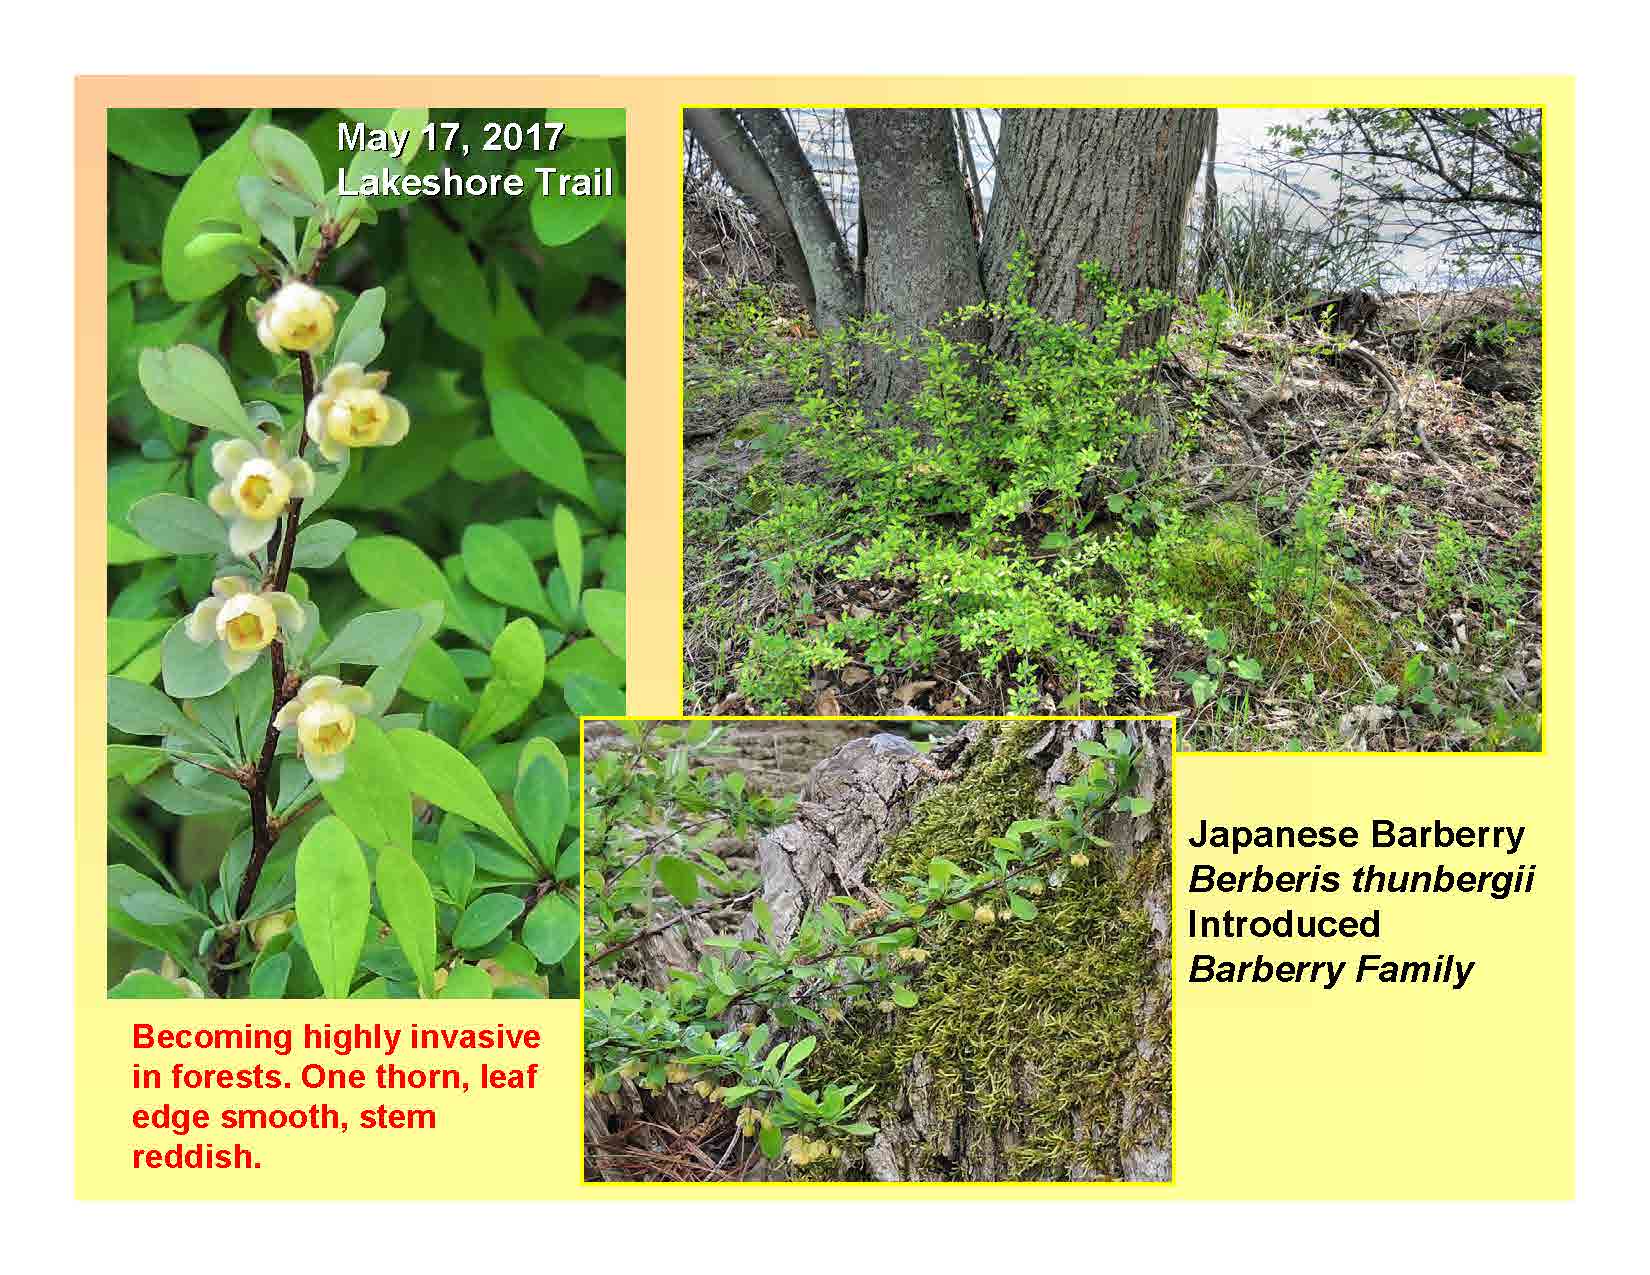 May 17, 2017
Lakeshore Trail
Japanese Barberry
Berberis thunbergii
Introduced
Barberry Family
Becoming highly invasive
in forests. One thorn, leaf
edge smooth, stem
reddish.